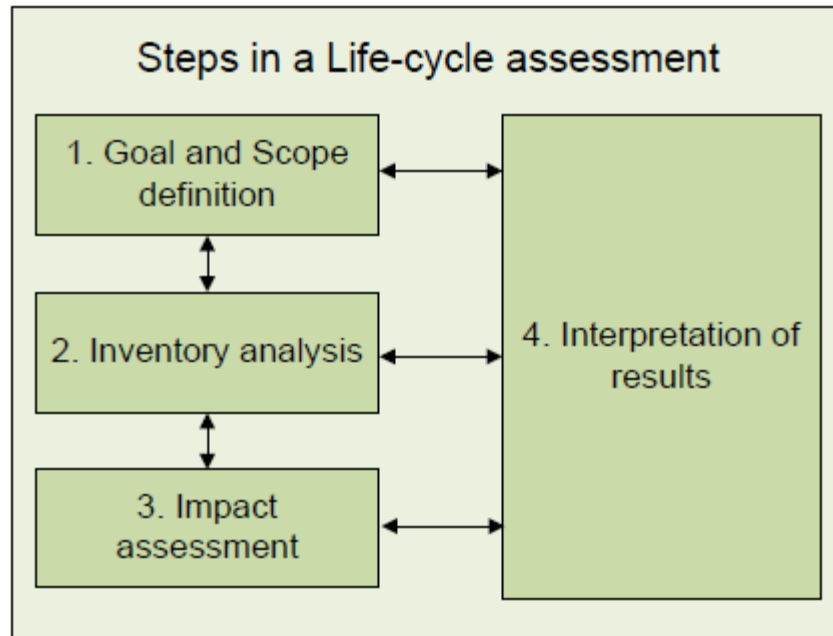 Steps in a Life-cycle assessment
1. Goal and Scope
definition
2. Inventory analysis
3. Impact
assessment
4. Interpretation of
results